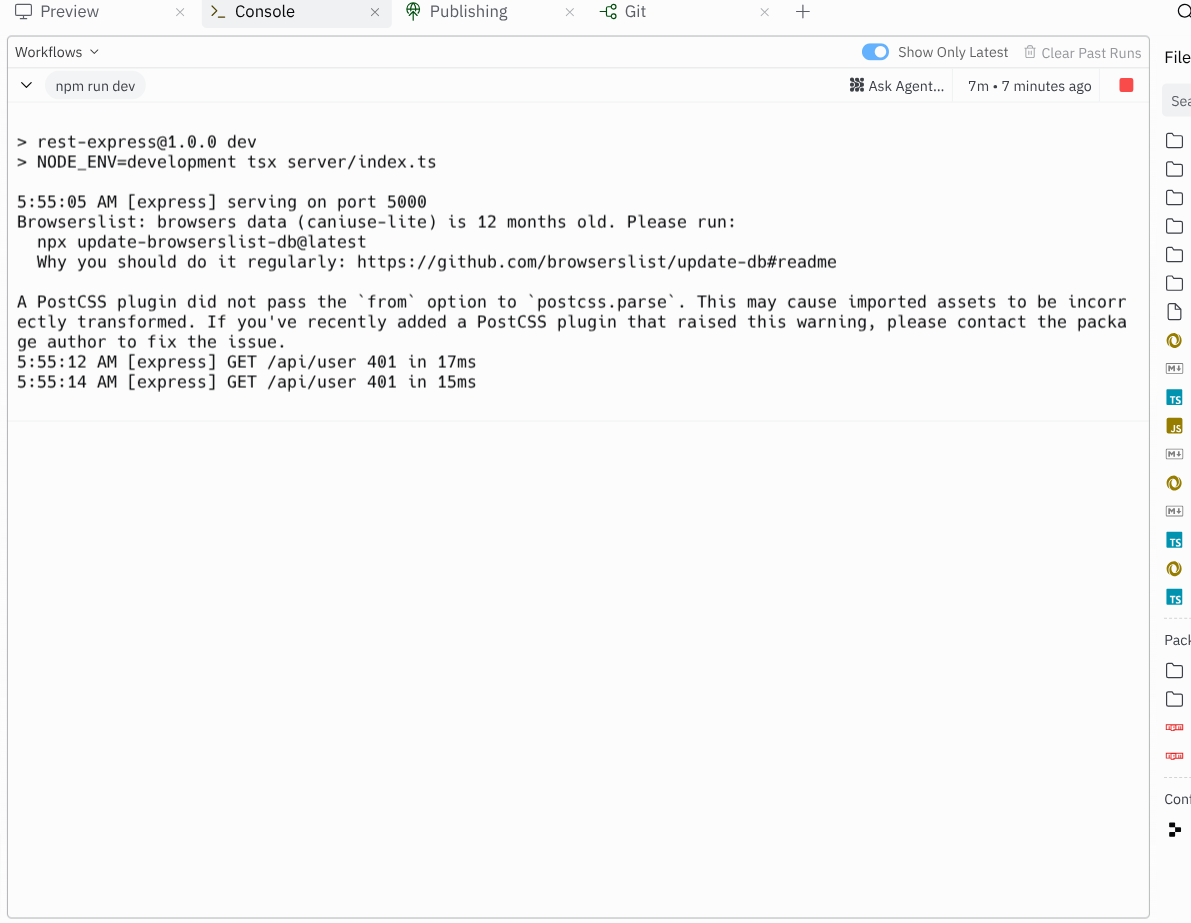 Preview
Console
Publishing
Git
Workflows
Show Only Latest
Clear Past Runs
File
npm run dev
Ask Agent...
7m • 7 minutes ago
Sea
> rest-express@1.0.0 dev
> NODE_ENV=development tsx server/index.ts
5:55:05 AM [express] serving on port 5000
Browserslist: browsers data (caniuse-lite) is 12 months old. Please run:
  npx update-browserslist-db@latest
  Why you should do it regularly: https://github.com/browserslist/update-db#readme
A PostCSS plugin did not pass the `from` option to `postcss.parse`. This may cause imported assets to be incorr
ectly transformed. If you've recently added a PostCSS plugin that raised this warning, please contact the packa
ge author to fix the issue.
5:55:12 AM [express] GET /api/user 401 in 17ms
5:55:14 AM [express] GET /api/user 401 in 15ms
M↓
TS
JS
M↓
M↓
TS
TS
Pack
npm
npm
Conf